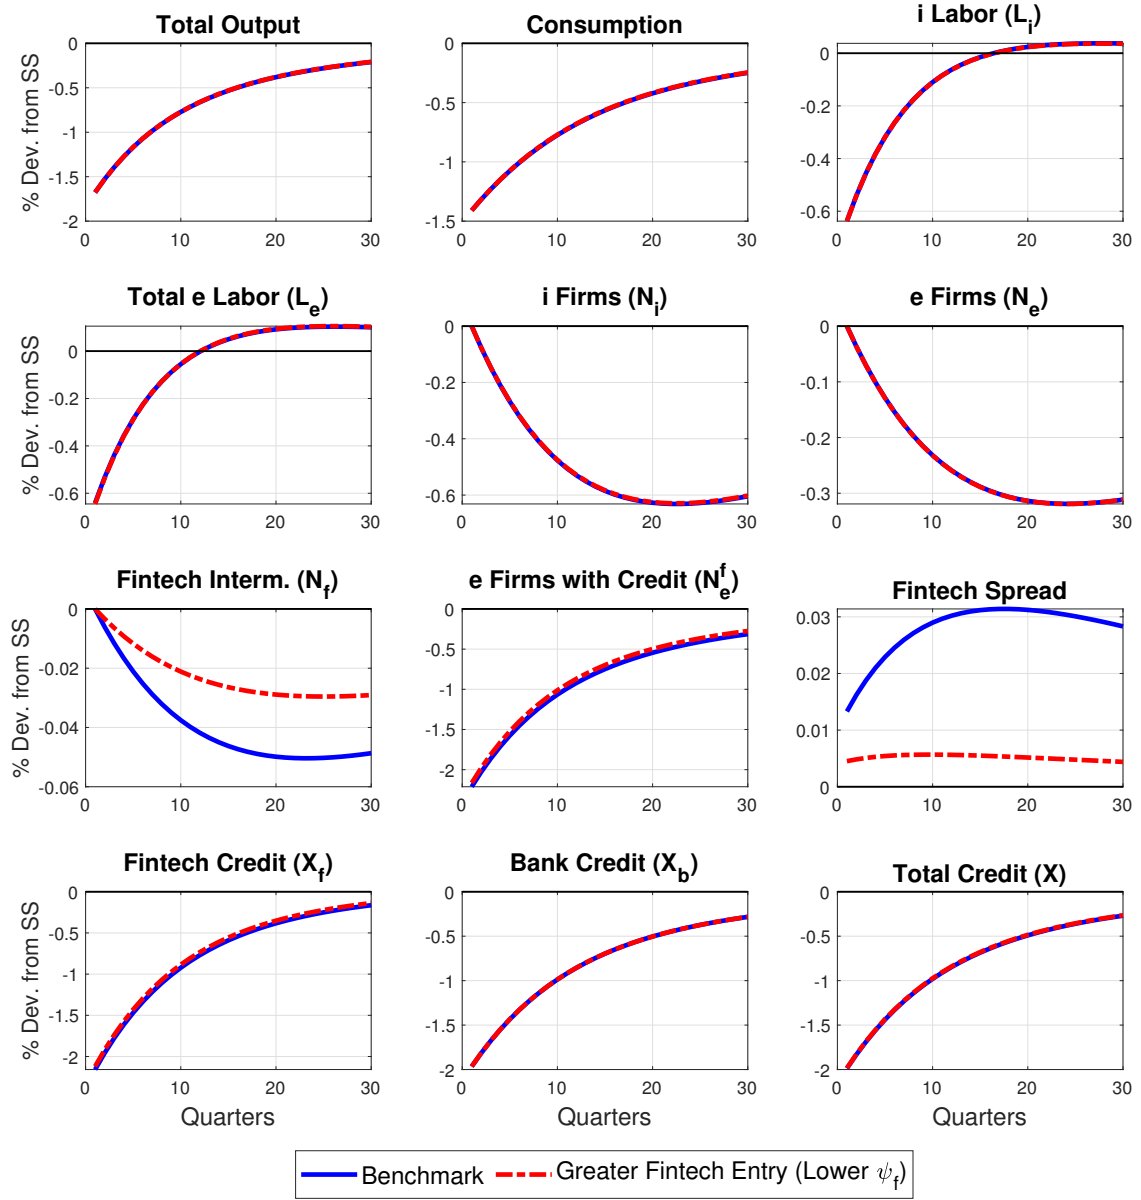 Total Output
Consumption
i Labor (L_i)
% Dev. from SS
0
-0.5
-1
-1.5
-2
0 10 20 30
0
-0.5
-1
-1.5
0 10 20 30
0
-0.2
-0.4
-0.6
0 10 20 30
Total e Labor (L_e)
i Firms (N_i)
e Firms (N_e)
% Dev. from SS
0
-0.2
-0.4
-0.6
0 10 20 30
0
-0.2
-0.4
-0.6
0 10 20 30
0
-0.1
-0.2
-0.3
0 10 20 30
Fintech Interm. (N_f)
e Firms with Credit (N_e^f)
Fintech Spread
% Dev. from SS
0
-0.02
-0.04
-0.06
0 10 20 30
0
-0.5
-1
-1.5
-2
0 10 20 30
0.03
0.02
0.01
0
0 10 20 30
Fintech Credit (X_f)
Bank Credit (X_b)
Total Credit (X)
% Dev. from SS
0
-0.5
-1
-1.5
-2
0 10 20 30
Quarters
0
-0.5
-1
-1.5
-2
0 10 20 30
Quarters
0
-0.5
-1
-1.5
-2
0 10 20 30
Quarters
Benchmark
Greater Fintech Entry (Lower ψ_f)